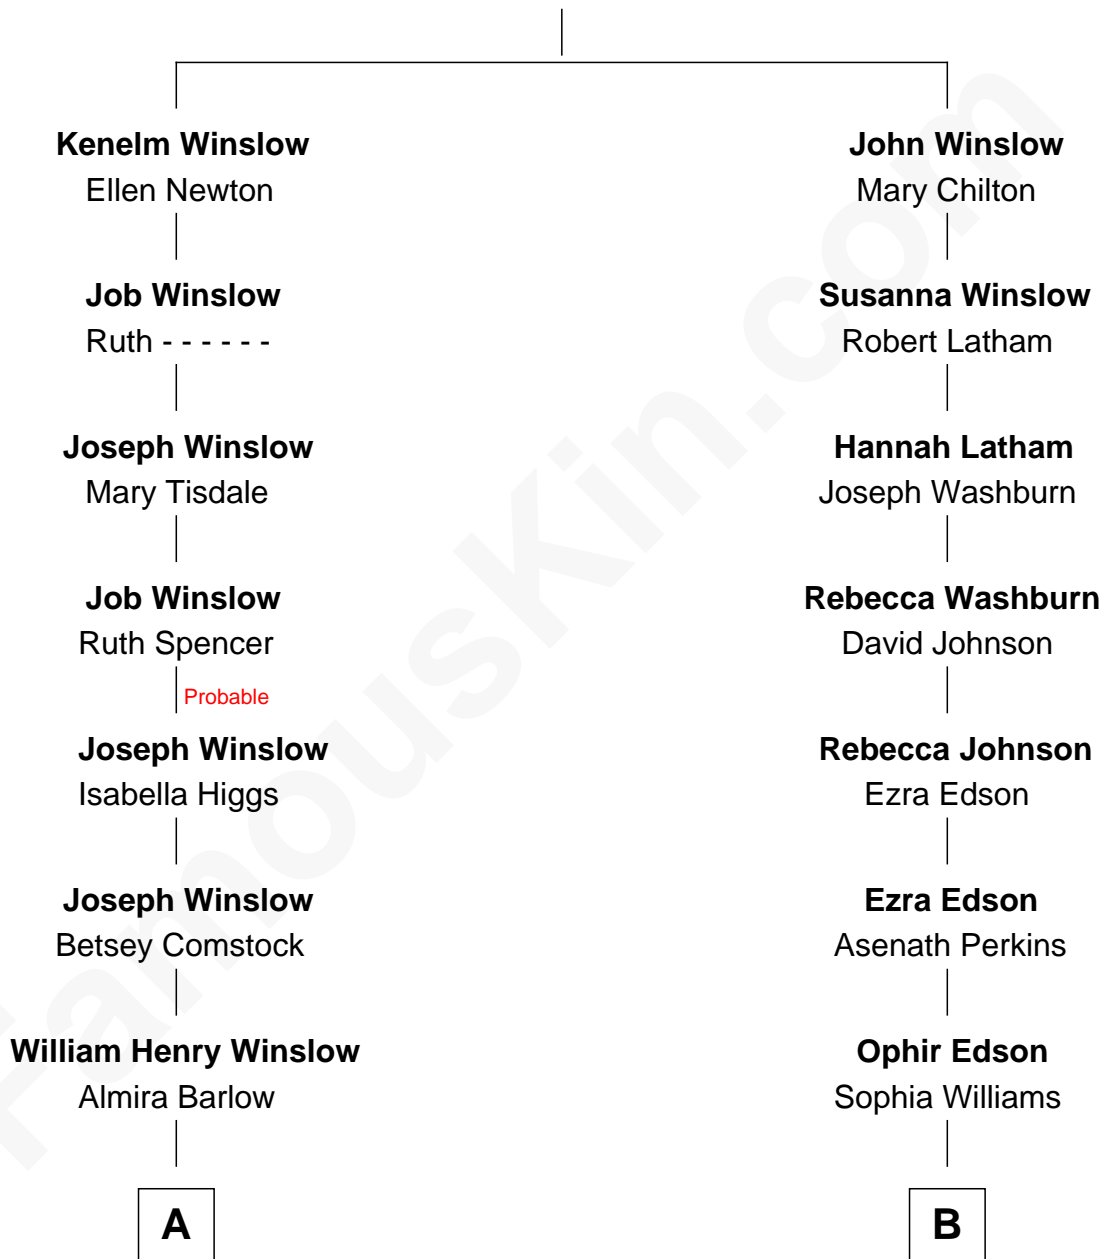 Kenelm Winslow
Ellen Newton
Job Winslow
Ruth - - - - - -
Joseph Winslow
Mary Tisdale
Job Winslow
Ruth Spencer
Probable
Joseph Winslow
Isabella Higgs
Joseph Winslow
Betsey Comstock
William Henry Winslow
Almira Barlow
A
John Winslow
Mary Chilton
Susanna Winslow
Robert Latham
Hannah Latham
Joseph Washburn
Rebecca Washburn
David Johnson
Rebecca Johnson
Ezra Edson
Ezra Edson
Asenath Perkins
Ophir Edson
Sophia Williams
B
FamousKin.com